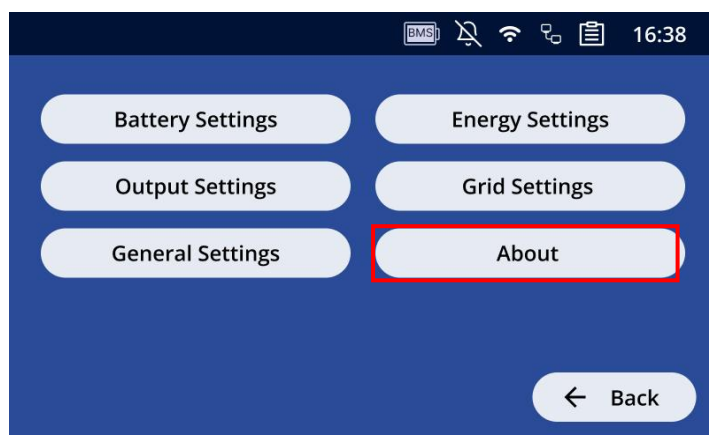 BMS 16:38
Battery Settings Energy Settings
Output Settings Grid Settings
General Settings About
Back